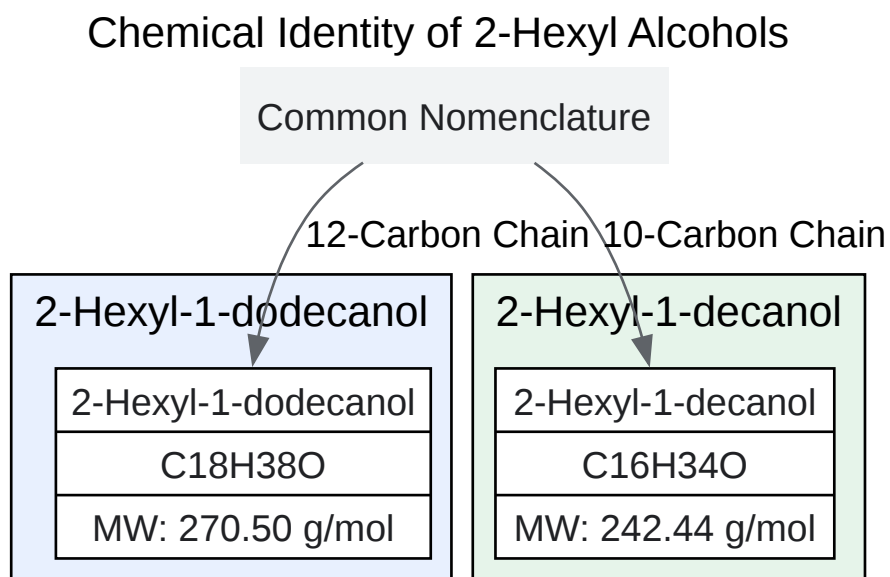 Chemical Identity of 2-Hexyl Alcohols
Common Nomenclature
12-Carbon Chain
10-Carbon Chain
2-Hexyl-1-dodecanol
2-Hexyl-1-dodecanol
C18H38O
MW: 270.50 g/mol
2-Hexyl-1-decanol
2-Hexyl-1-decanol
C16H34O
MW: 242.44 g/mol